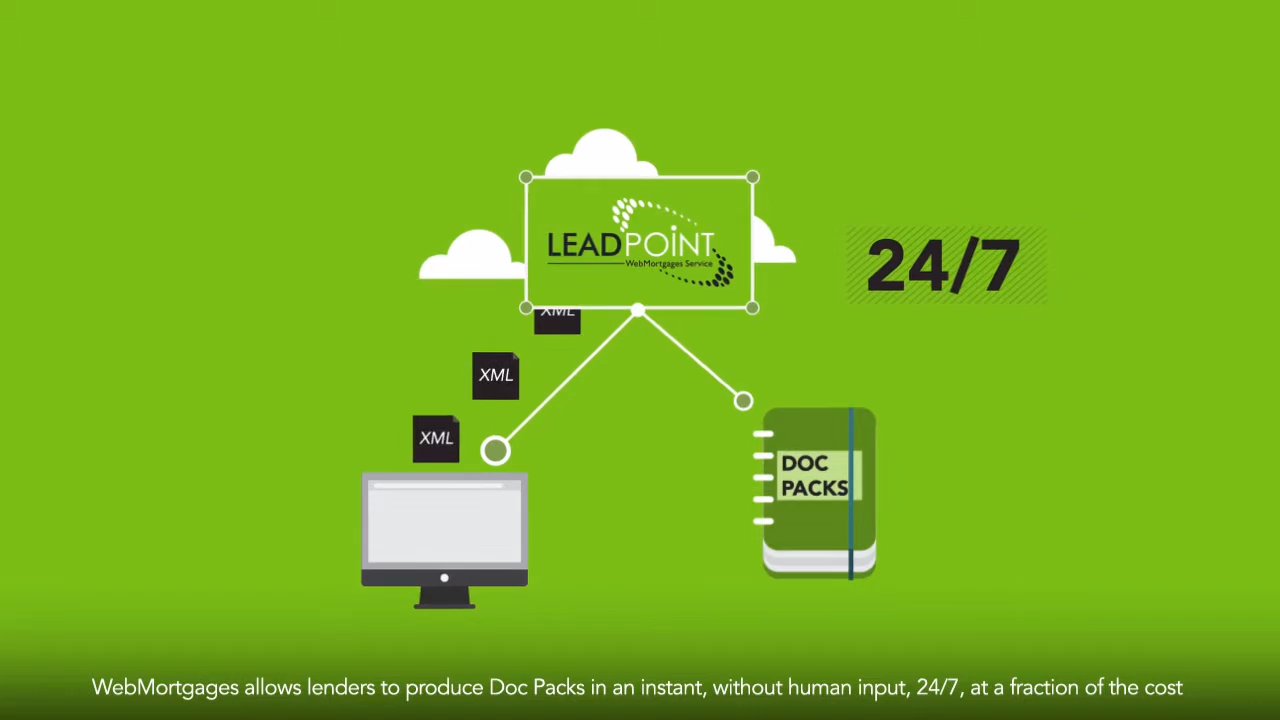 LEADPOINT
WebMortgages Service
24/7
XML
XML
XML
DOC
PACKS
WebMortgages allows lenders to produce Doc Packs in an instant, without human input, 24/7, at a fraction of the cost